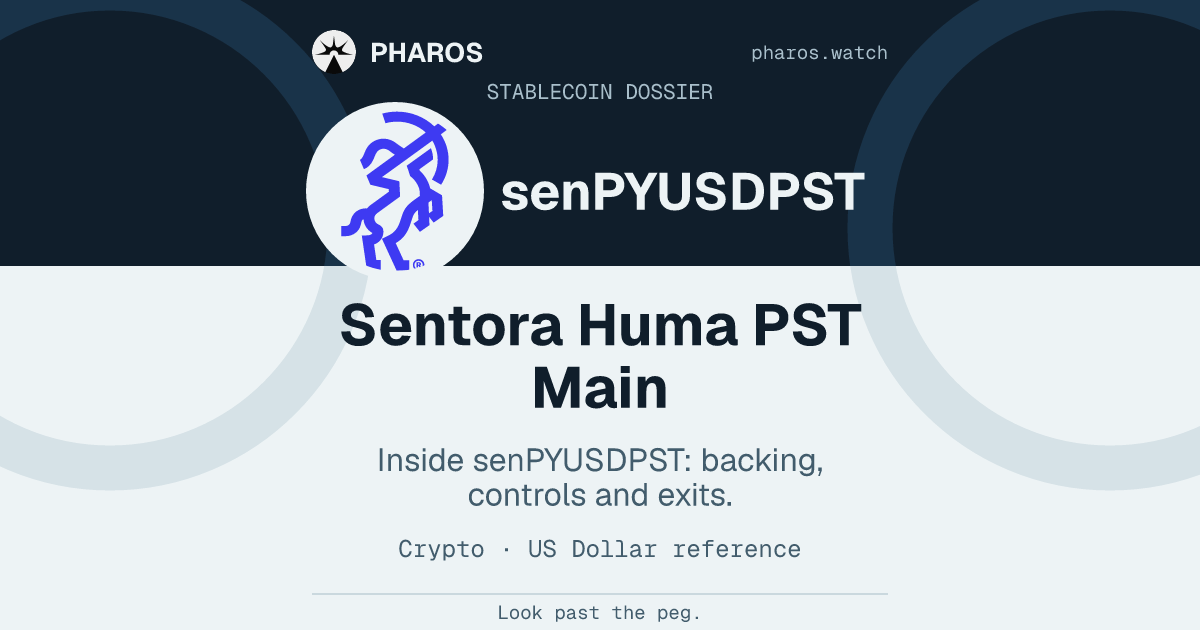 PHAROS
pharos.watch
STABLECOIN DOSSIER
senPYUSDPST
®
Sentora Huma PST
Main
Inside senPYUSDPST: backing,
controls and exits.
Crypto · US Dollar reference
Look past the peg.